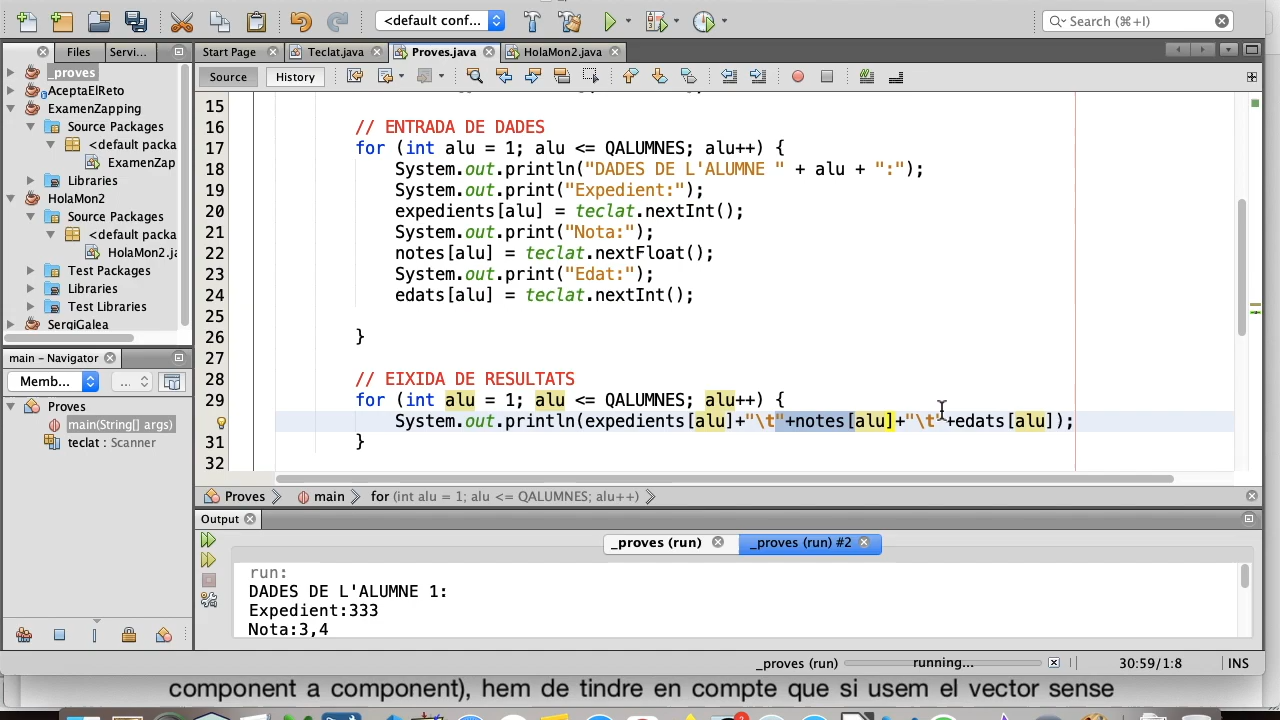 <default conf...
Search (⌘+I)
Files
Servi...
Start Page
Teclat.java
Proves.java
HolaMon2.java
_proves
AceptaElReto
ExamenZapping
Source Packages
<default packa
ExamenZap
Libraries
HolaMon2
Source Packages
<default packa
HolaMon2.ja
Test Packages
Libraries
Test Libraries
SergiGalea
Source
History
15
16 // ENTRADA DE DADES
17 for (int alu = 1; alu <= QALUMNES; alu++) {
18 System.out.println("DADES DE L'ALUMNE " + alu + ":");
19 System.out.print("Expedient:");
20 expedients[alu] = teclat.nextInt();
21 System.out.print("Nota:");
22 notes[alu] = teclat.nextFloat();
23 System.out.print("Edat:");
24 edats[alu] = teclat.nextInt();
25
26 }
27
28 // EIXIDA DE RESULTATS
29 for (int alu = 1; alu <= QALUMNES; alu++) {
System.out.println(expedients[alu]+"\t"+notes[alu]+"\t"+edats[alu]);
31 }
32
main - Navigator
Memb...
...
Proves
main(String[] args)
teclat : Scanner
Proves
main
for (int alu = 1; alu <= QALUMNES; alu++)
Output
_proves (run)
_proves (run) #2
run:
DADES DE L'ALUMNE 1:
Expedient:333
Nota:3,4
_proves (run)
running...
30:59/1:8
INS
component a component), hem de tindre en compte que si usem el vector sense